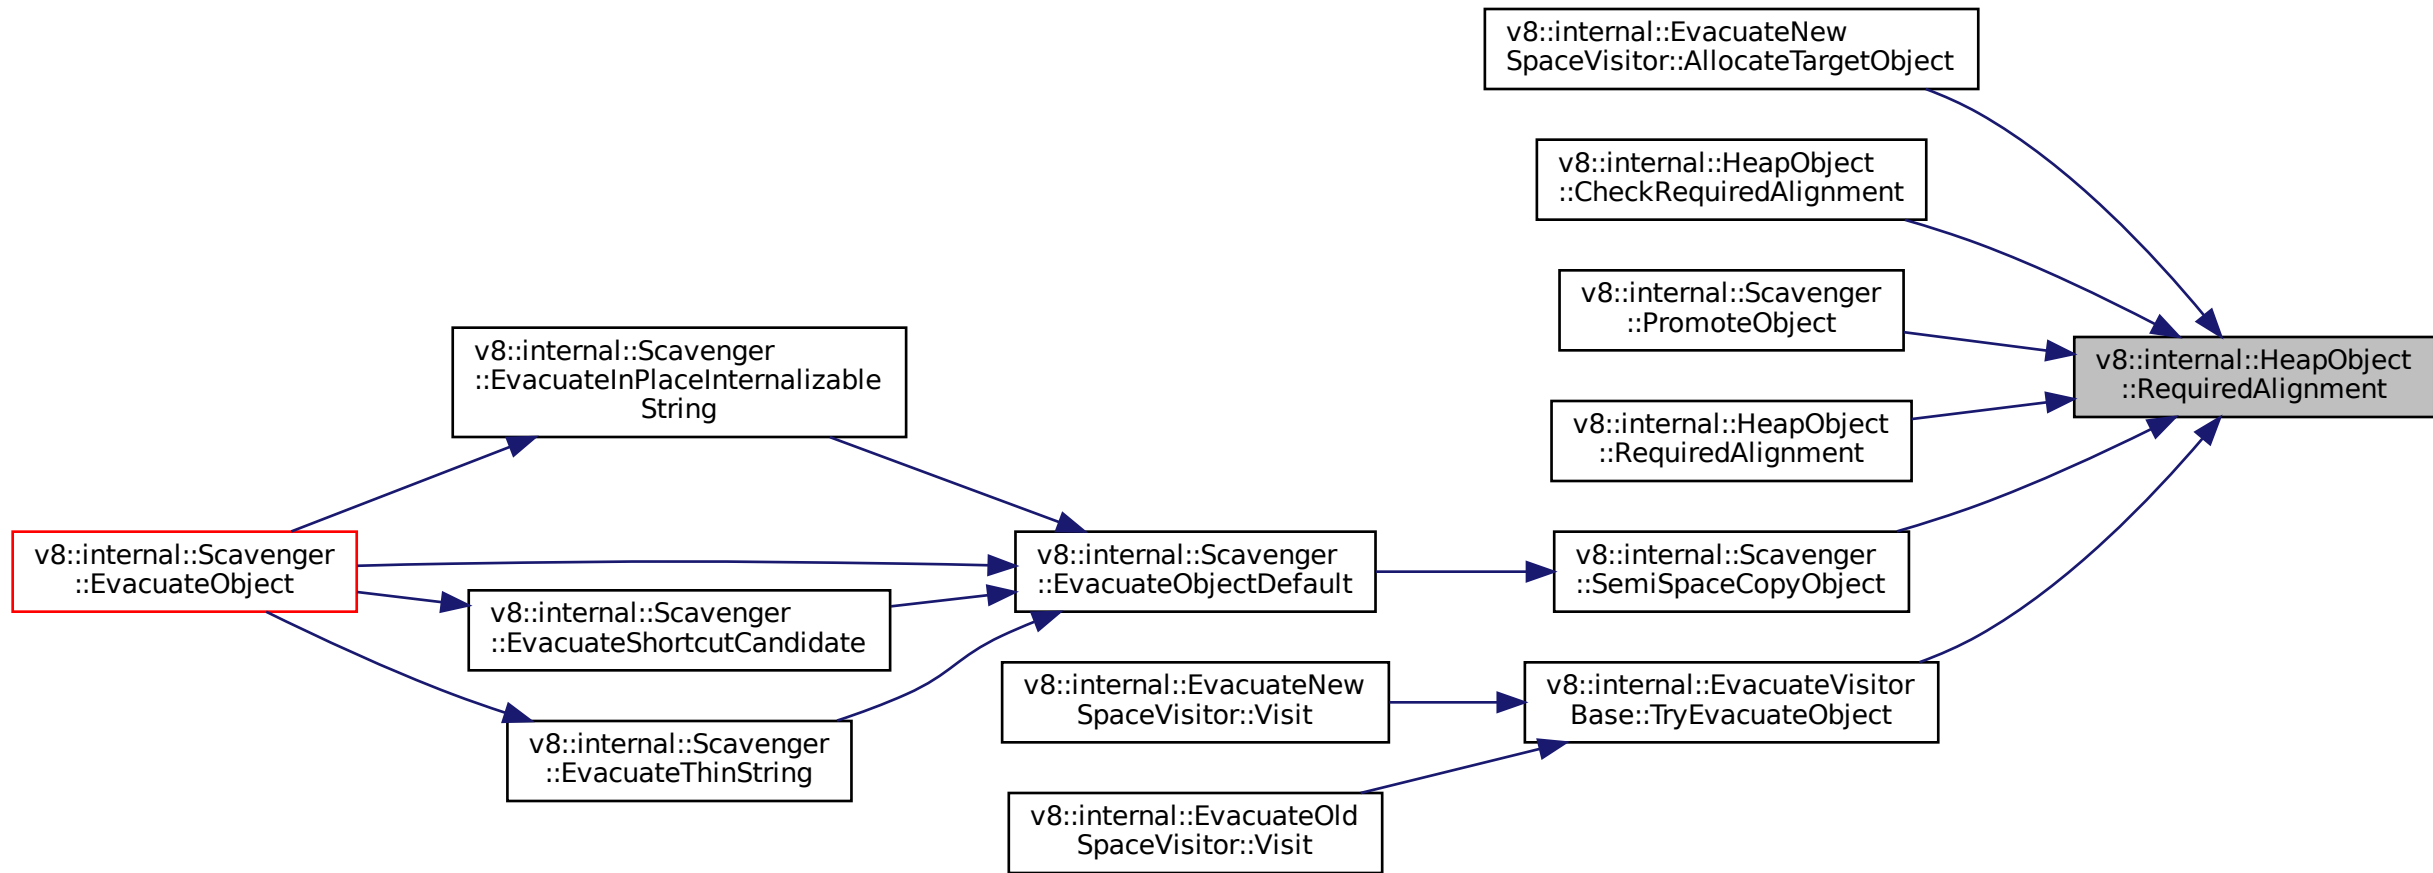 v8::internal::EvacuateNew
SpaceVisitor::AllocateTargetObject
v8::internal::HeapObject
::CheckRequiredAlignment
v8::internal::Scavenger
::PromoteObject
v8::internal::HeapObject
::RequiredAlignment
v8::internal::Scavenger
::EvacuateInPlaceInternalizable
String
v8::internal::HeapObject
::RequiredAlignment
v8::internal::Scavenger
::EvacuateObject
v8::internal::Scavenger
::EvacuateObjectDefault
v8::internal::Scavenger
::SemiSpaceCopyObject
v8::internal::Scavenger
::EvacuateShortcutCandidate
v8::internal::EvacuateNew
SpaceVisitor::Visit
v8::internal::EvacuateVisitor
Base::TryEvacuateObject
v8::internal::Scavenger
::EvacuateThinString
v8::internal::EvacuateOld
SpaceVisitor::Visit